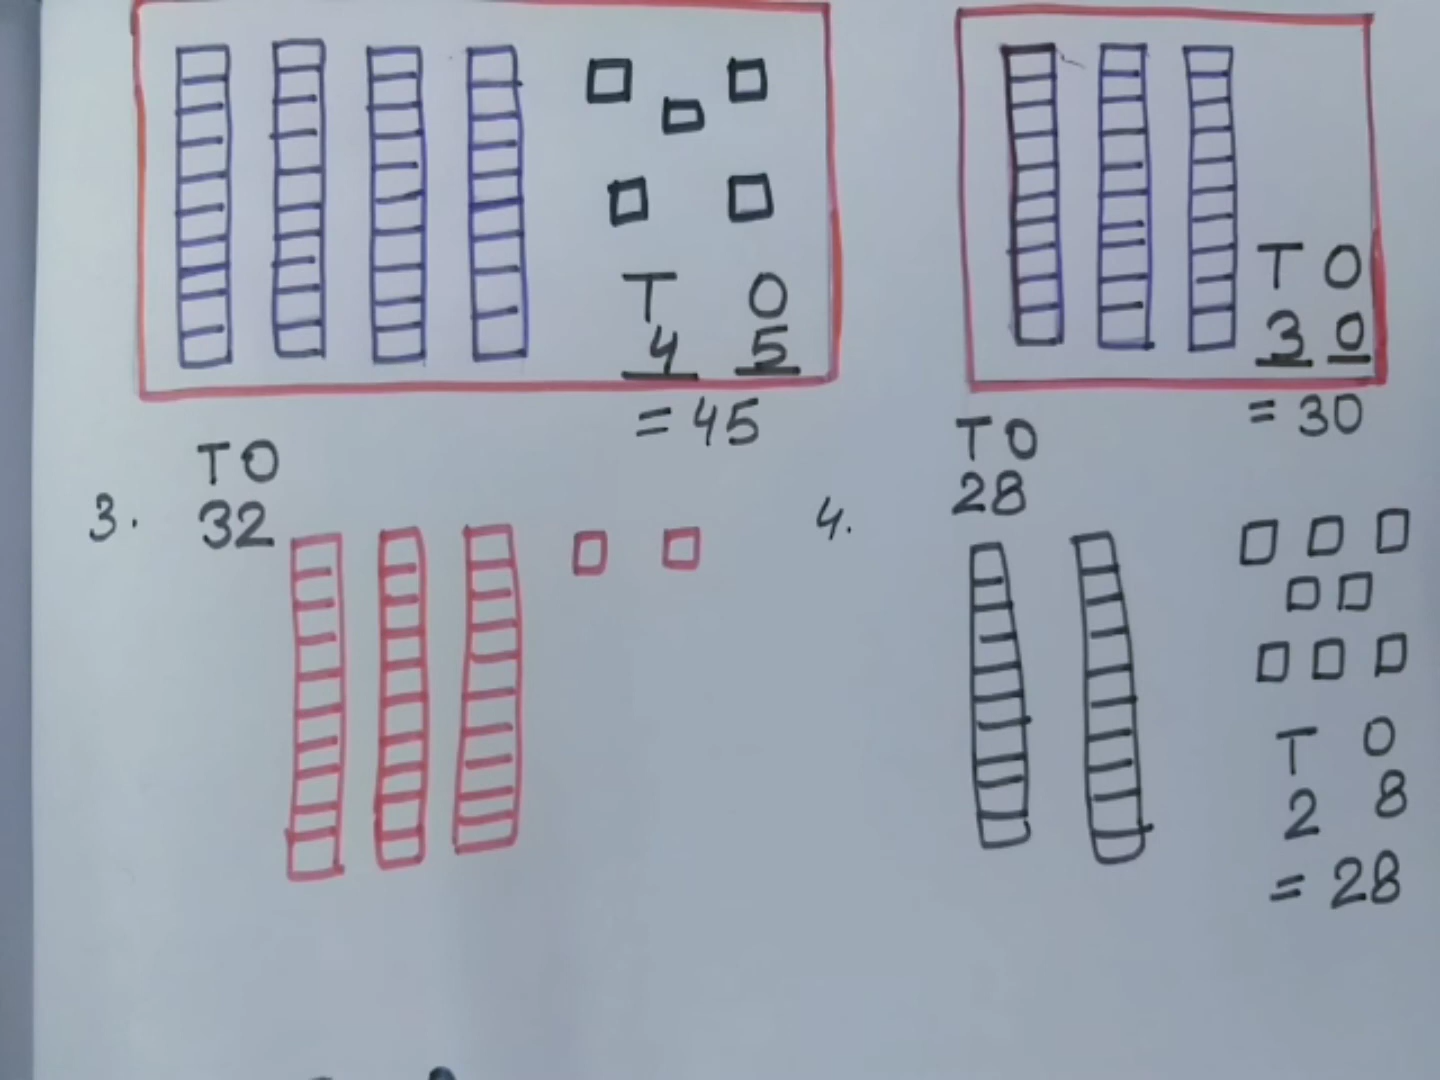 T O
4 5
= 45
T O
3 0
= 30
3. T O
32
4. T O
28
T O
2 8
= 28